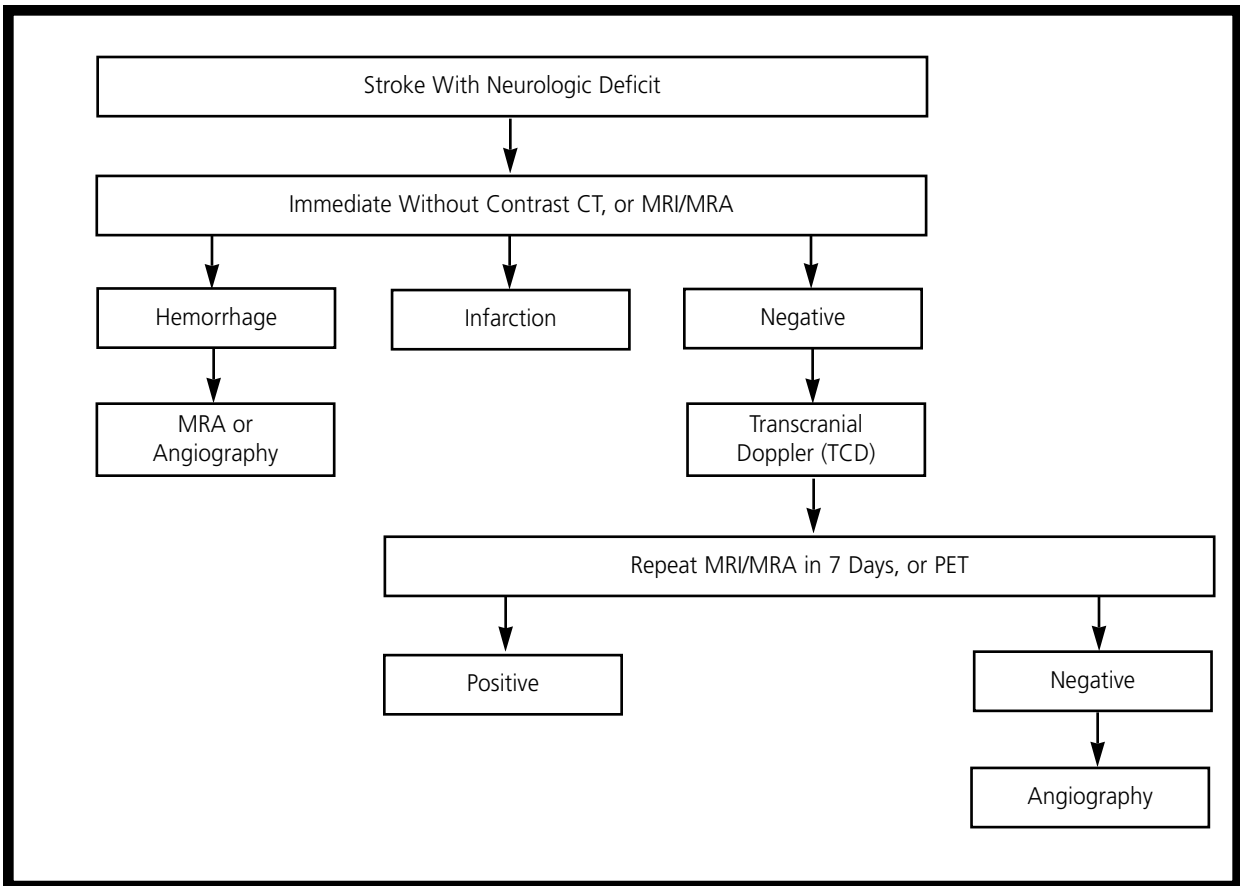 Stroke With Neurologic Deficit
Immediate Without Contrast CT, or MRI/MRA
Hemorrhage
Infarction
Negative
MRA or
Angiography
Transcranial
Doppler (TCD)
Repeat MRI/MRA in 7 Days, or PET
Positive
Negative
Angiography